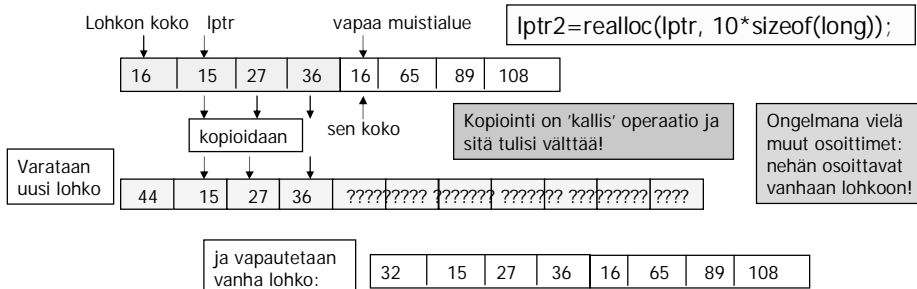 Lohkon koko lptr vapaa muistialue
lptr2=realloc(lptr, 10*sizeof(long));
16 15 27 36 16 65 89 108
kopioidaan
sen koko
Kopiointi on 'kallis' operaatio ja
sitä tulisi välttää!
Ongelmana vielä
muut osoittimet:
nehän osoittavat
vanhaan lohkoon!
Varataan
uusi lohko
44 15 27 36 ????????? ??????? ??????? ?? ??????? ????
ja vapautetaan
vanha lohko:
32 15 27 36 16 65 89 108